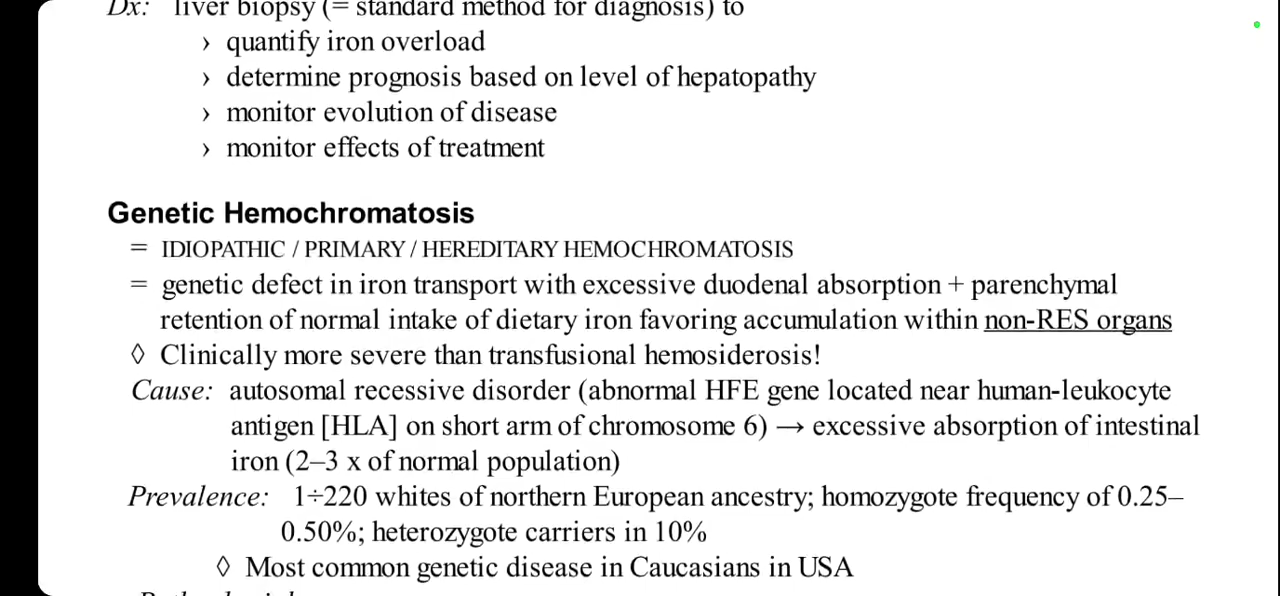 Dx: liver biopsy (= standard method for diagnosis) to
› quantify iron overload
› determine prognosis based on level of hepatopathy
› monitor evolution of disease
› monitor effects of treatment
Genetic Hemochromatosis
= IDIOPATHIC / PRIMARY / HEREDITARY HEMOCHROMATOSIS
= genetic defect in iron transport with excessive duodenal absorption + parenchymal
retention of normal intake of dietary iron favoring accumulation within non-RES organs
◊ Clinically more severe than transfusional hemosiderosis!
Cause: autosomal recessive disorder (abnormal HFE gene located near human-leukocyte
antigen [HLA] on short arm of chromosome 6) → excessive absorption of intestinal
iron (2–3 x of normal population)
Prevalence: 1÷220 whites of northern European ancestry; homozygote frequency of 0.25–
0.50%; heterozygote carriers in 10%
◊ Most common genetic disease in Caucasians in USA